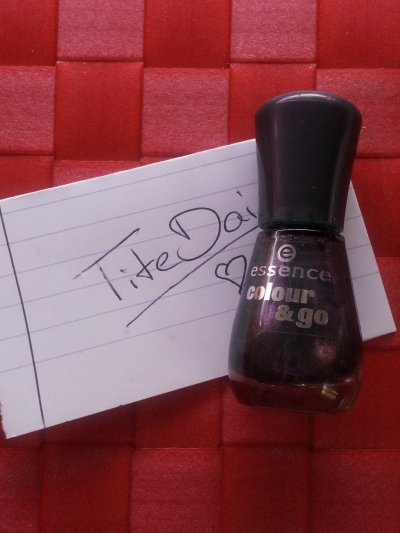 TiteDai
essence
colour
& go